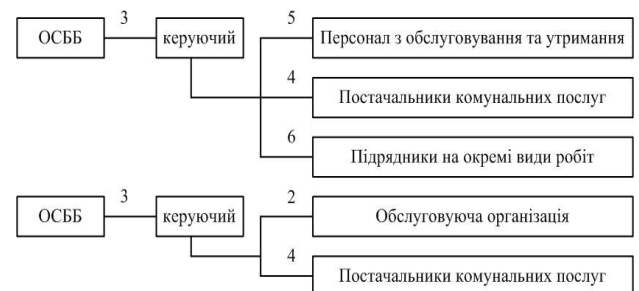 3
5
ОСББ
керуючий
Персонал з обслуговування та утримання
4
Постачальники комунальних послуг
6
Підрядники на окремі види робіт
3
2
ОСББ
керуючий
Обслуговуюча організація
4
Постачальники комунальних послуг